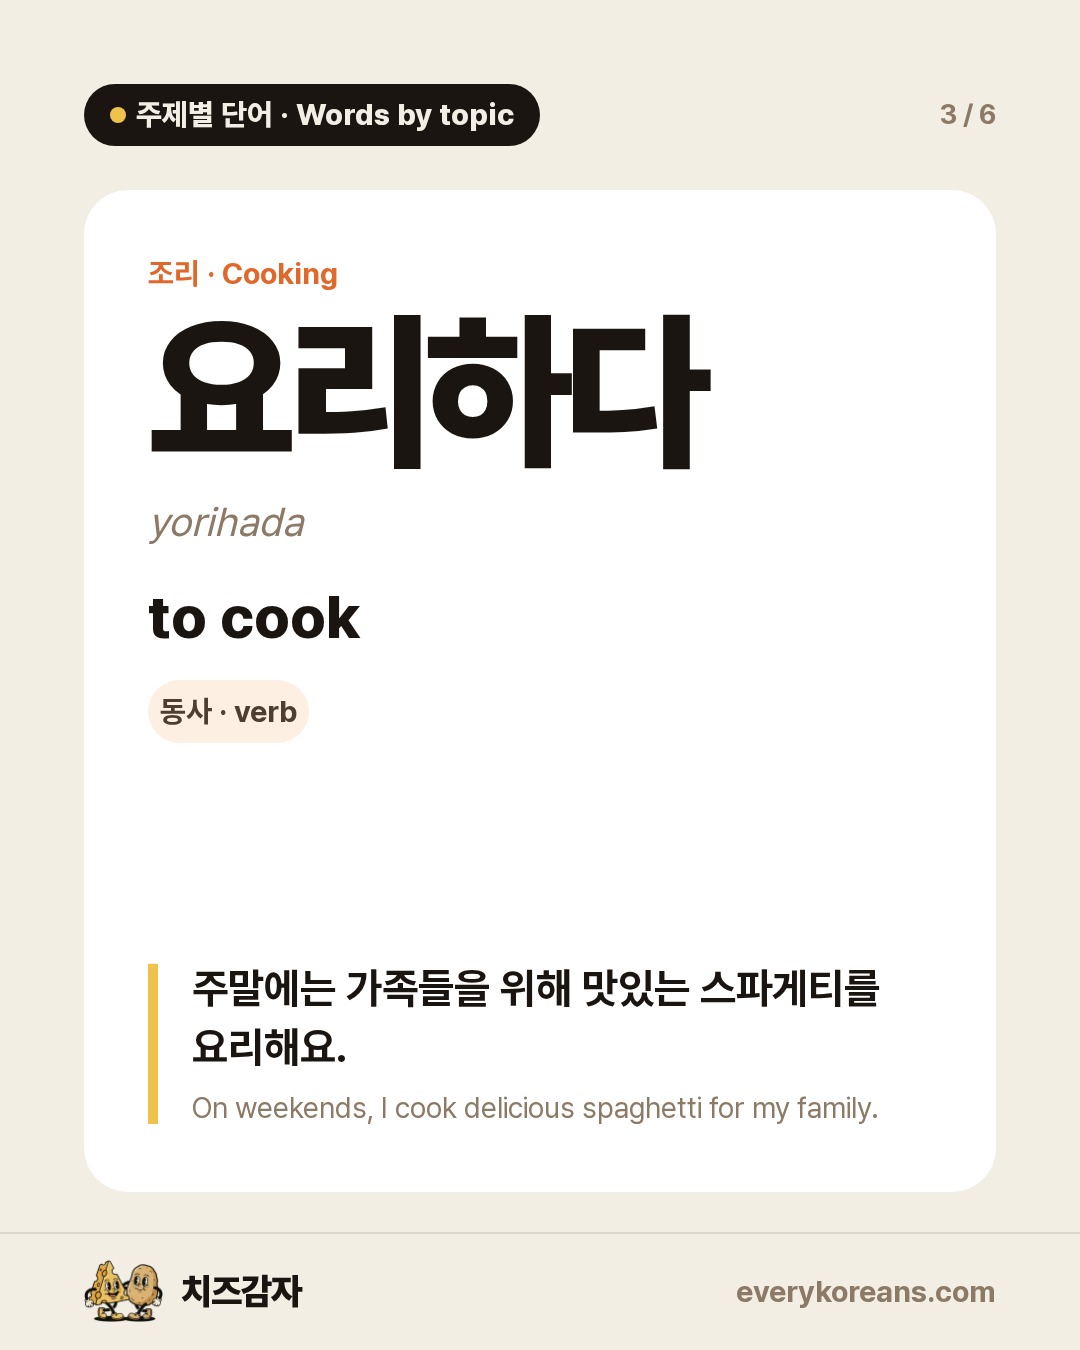 주제별 단어 · Words by topic
3 / 6
조리 · Cooking
요리하다
yorihada
to cook
동사 · verb
주말에는 가족들을 위해 맛있는 스파게티를
요리해요.
On weekends, I cook delicious spaghetti for my family.
치즈감자
everykoreans.com